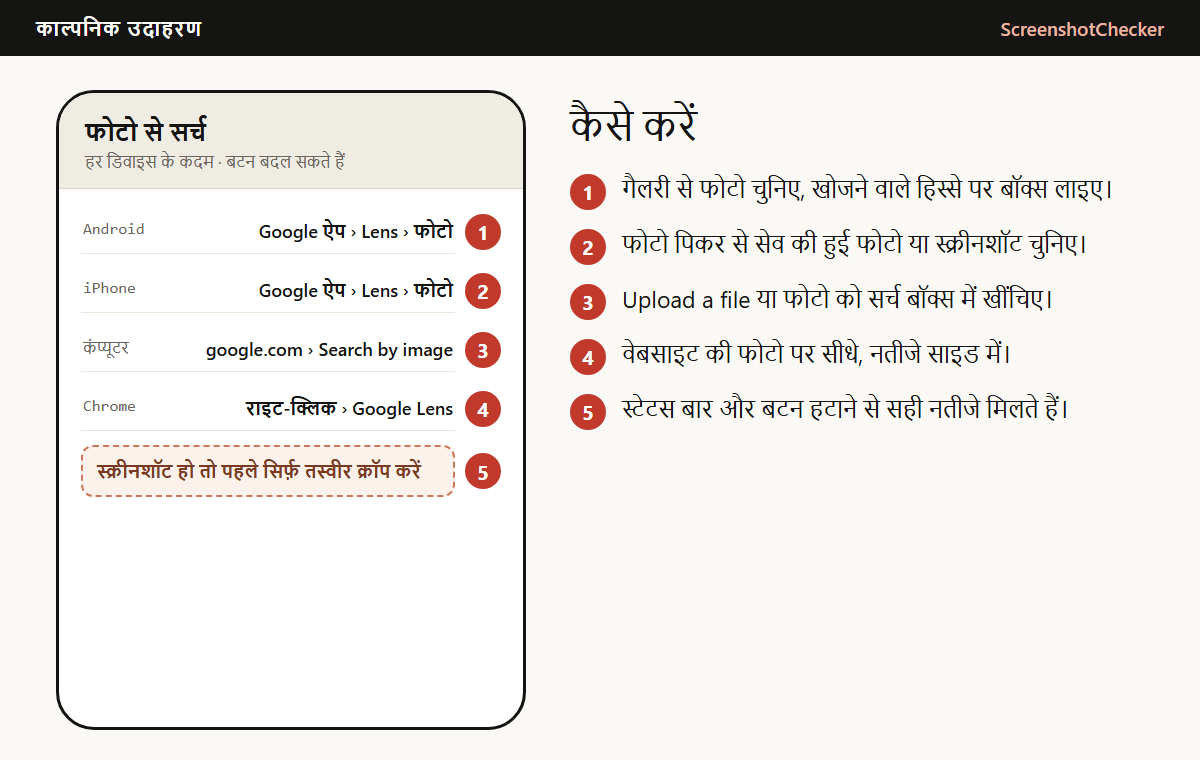 काल्पनिक उदाहरण
ScreenshotChecker
फोटो से सर्च
हर डिवाइस के कदम · बटन बदल सकते हैं
Android
Google ऐप › Lens › फोटो
1
iPhone
Google ऐप › Lens › फोटो
2
कंप्यूटर
google.com › Search by image
3
Chrome
राइट-क्लिक › Google Lens
4
स्क्रीनशॉट हो तो पहले सिर्फ़ तस्वीर क्रॉप करें
5
कैसे करें
1 गैलरी से फोटो चुनिए, खोजने वाले हिस्से पर बॉक्स लाइए।
2 फोटो पिकर से सेव की हुई फोटो या स्क्रीनशॉट चुनिए।
3 Upload a file या फोटो को सर्च बॉक्स में खींचिए।
4 वेबसाइट की फोटो पर सीधे, नतीजे साइड में।
5 स्टेटस बार और बटन हटाने से सही नतीजे मिलते हैं।